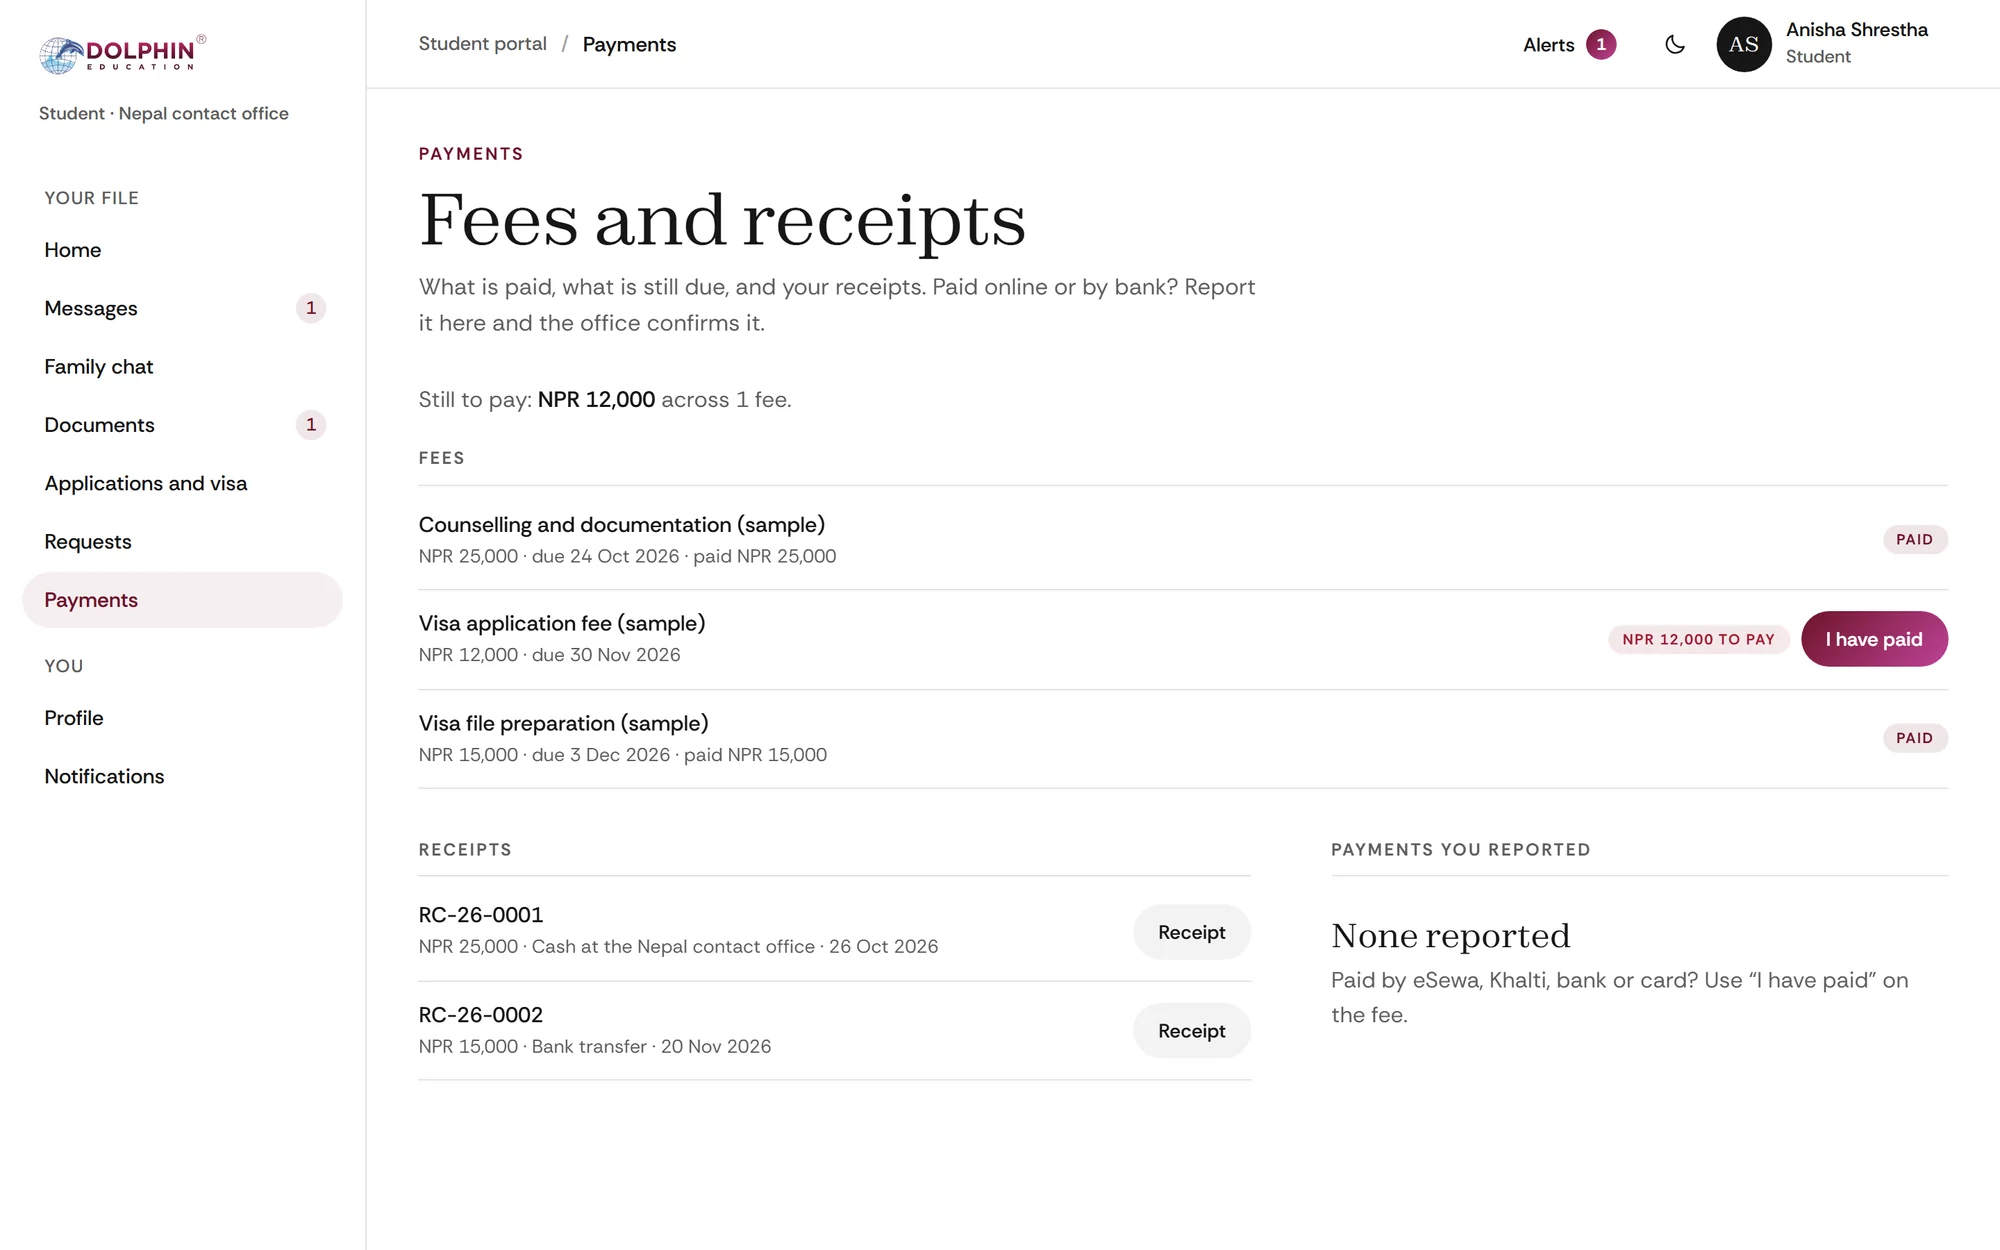 DOLPHIN®
EDUCATION
Student · Nepal contact office
YOUR FILE
Home
Messages 1
Family chat
Documents 1
Applications and visa
Requests
Payments
YOU
Profile
Notifications
Student portal / Payments
Alerts 1
AS
Anisha Shrestha
Student
PAYMENTS
Fees and receipts
What is paid, what is still due, and your receipts. Paid online or by bank? Report
it here and the office confirms it.
Still to pay: NPR 12,000 across 1 fee.
FEES
Counselling and documentation (sample)
NPR 25,000 · due 24 Oct 2026 · paid NPR 25,000
PAID
Visa application fee (sample)
NPR 12,000 · due 30 Nov 2026
NPR 12,000 TO PAY
I have paid
Visa file preparation (sample)
NPR 15,000 · due 3 Dec 2026 · paid NPR 15,000
PAID
RECEIPTS
RC-26-0001
NPR 25,000 · Cash at the Nepal contact office · 26 Oct 2026
Receipt
RC-26-0002
NPR 15,000 · Bank transfer · 20 Nov 2026
Receipt
PAYMENTS YOU REPORTED
None reported
Paid by eSewa, Khalti, bank or card? Use “I have paid” on
the fee.